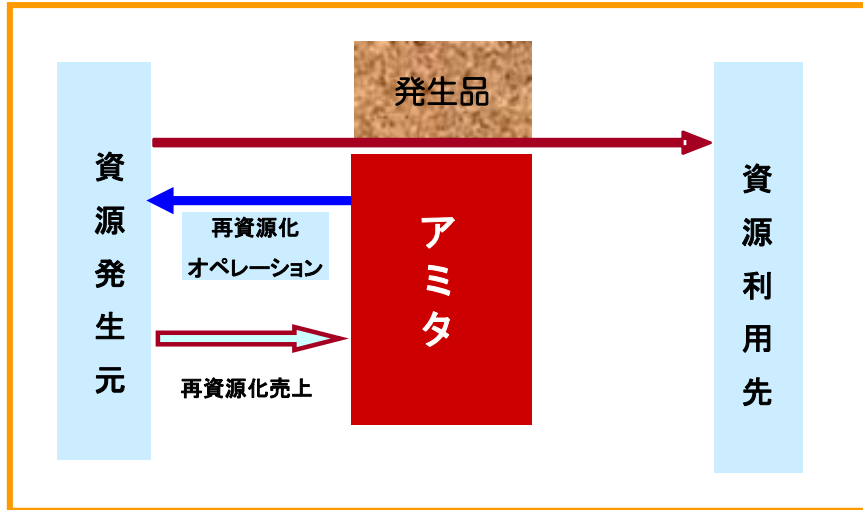 発生品
資源発生元
再資源化
オペレーション
再資源化売上
アミタ
資源利用先